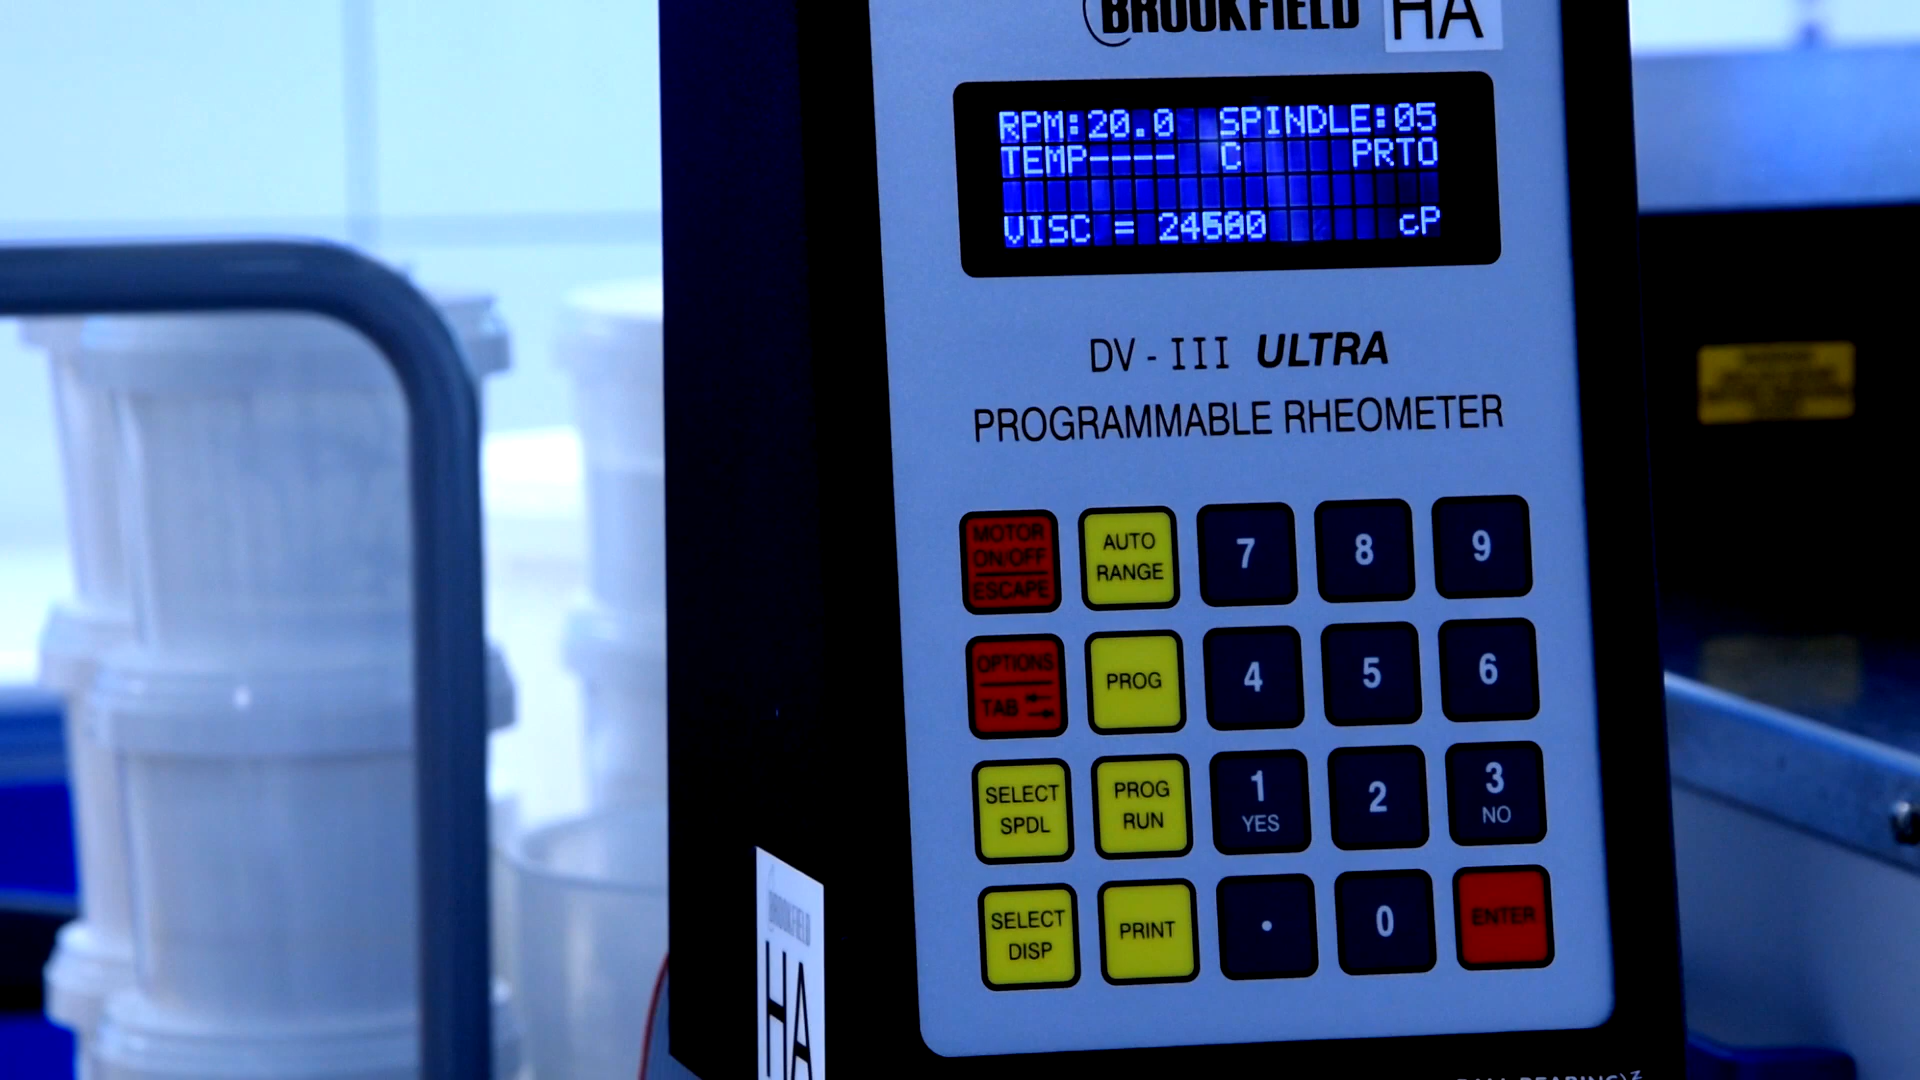 BROOKFIELD HA
RPM:20.0 SPINDLE:05
TEMP---- C PRTO
VISC = cP
DV - III ULTRA
PROGRAMMABLE RHEOMETER
MOTOR
ON/OFF
ESCAPE
AUTO
RANGE
7
8
9
OPTIONS
TAB
PROG
4
5
6
SELECT
SPDL
PROG
RUN
1
YES
2
3
NO
SELECT
DISP
PRINT
.
0
ENTER
BROOKFIELD
HA